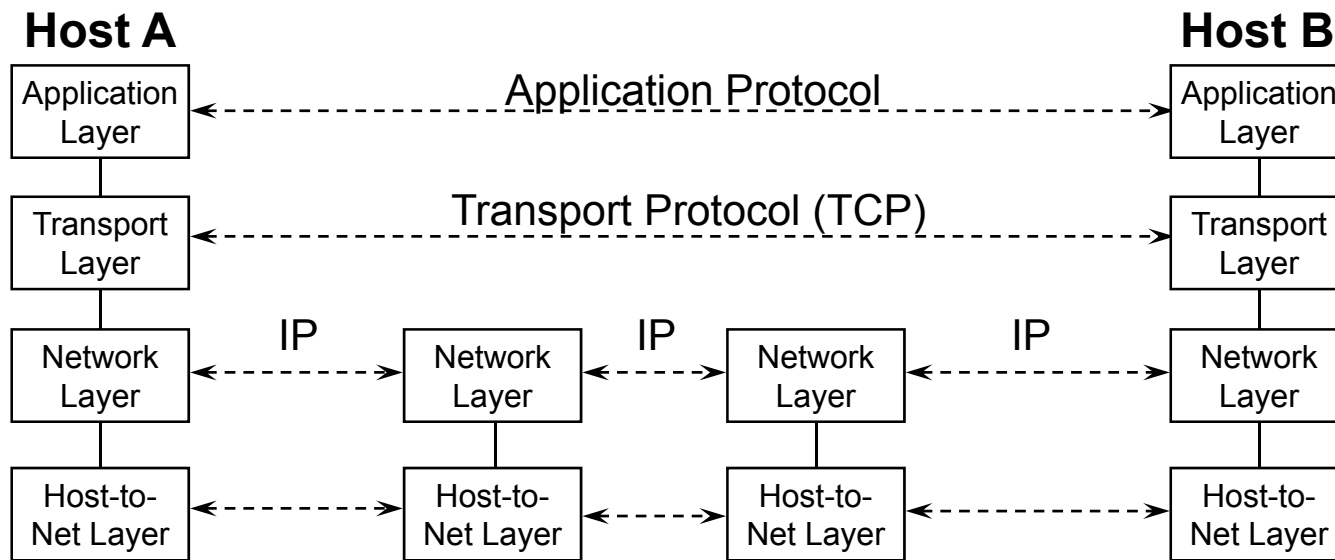 Host A
Host B
Application
Layer
Application Protocol
Application
Layer
Transport
Layer
Transport Protocol (TCP)
Transport
Layer
IP
IP
IP
Network
Layer
Network
Layer
Network
Layer
Network
Layer
Host-to-
Net Layer
Host-to-
Net Layer
Host-to-
Net Layer
Host-to-
Net Layer